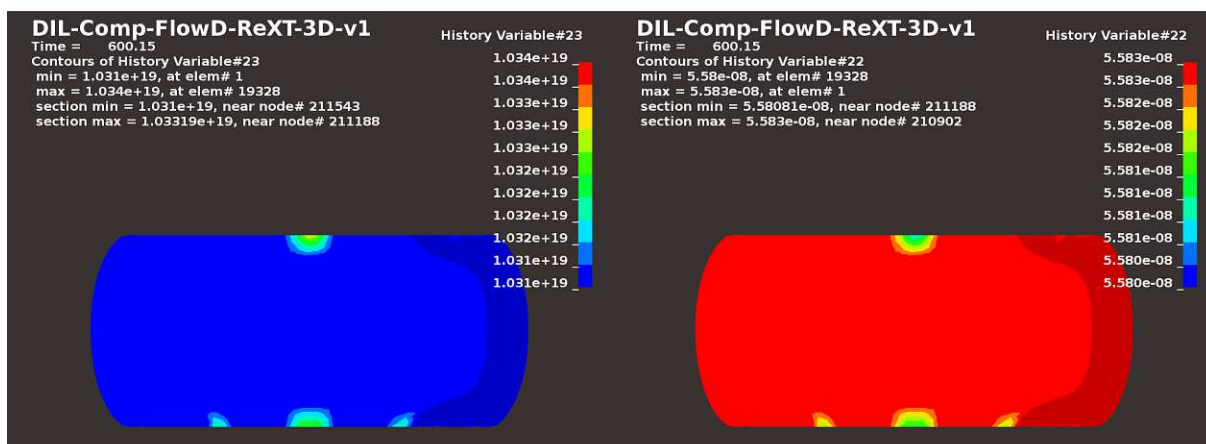 DIL-Comp-FlowD-ReXT-3D-v1
Time = 600.15
Contours of History Variable#23
min = 1.031e+19, at elem# 1
max = 1.034e+19, at elem# 19328
section min = 1.031e+19, near node# 211543
section max = 1.03319e+19, near node# 211188
History Variable#23
1.034e+19
1.034e+19
1.033e+19
1.033e+19
1.033e+19
1.032e+19
1.032e+19
1.032e+19
1.032e+19
1.031e+19
1.031e+19
DIL-Comp-FlowD-ReXT-3D-v1
Time = 600.15
Contours of History Variable#22
min = 5.58e-08, at elem# 19328
max = 5.583e-08, at elem# 1
section min = 5.58081e-08, near node# 211188
section max = 5.583e-08, near node# 210902
History Variable#22
5.583e-08
5.583e-08
5.582e-08
5.582e-08
5.582e-08
5.581e-08
5.581e-08
5.581e-08
5.581e-08
5.580e-08
5.580e-08